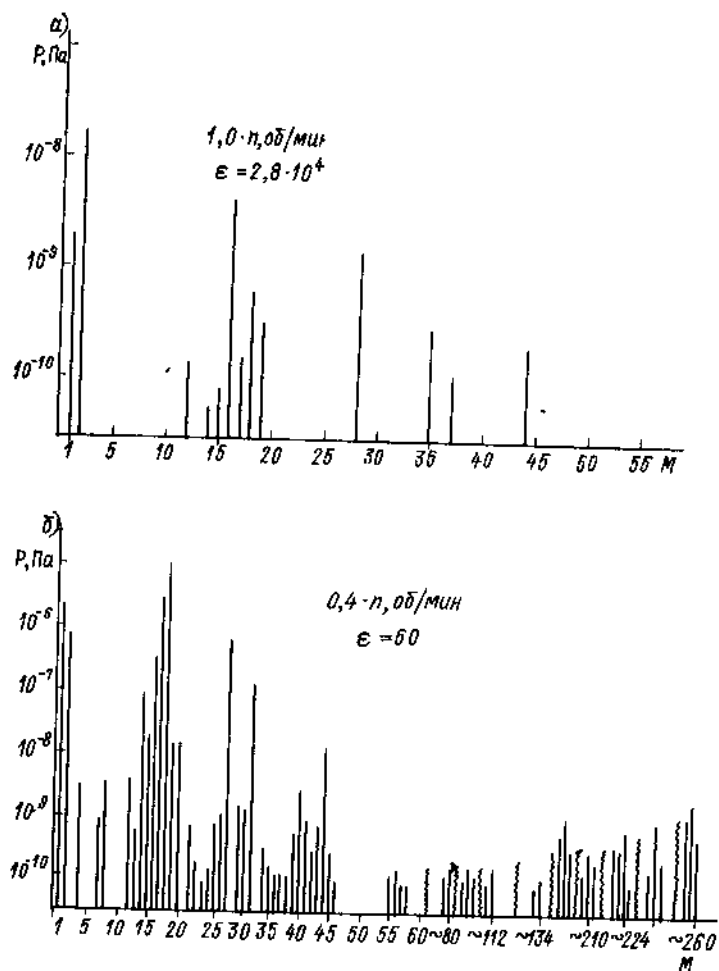 а)
P, Па
1,0·n, об/мин
ε = 2,8·10⁴
10⁻⁸
10⁻⁹
10⁻¹⁰
1 5 10 15 20 25 30 35 40 45 50 55 M
б)
P, Па
0,4·n, об/мин
ε = 60
10⁻⁶
10⁻⁷
10⁻⁸
10⁻⁹
10⁻¹⁰
1 5 10 15 20 25 30 35 40 45 50 55 60 ~80 ~112 ~134 ~210 ~224 ~260
M